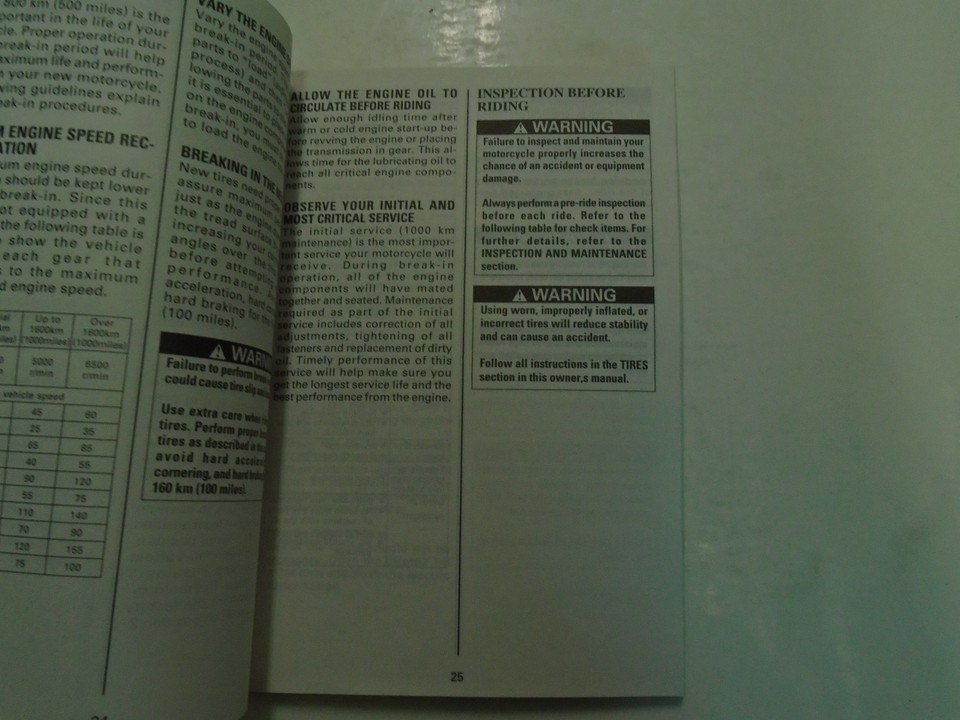 800 km (500 miles) is the
portant in the life of your
cle. Proper operation dur-
break-in period will help
aximum life and perform-
n your new motorcycle.
wing guidelines explain
eak-in procedures.
M ENGINE SPEED REC-
ATION
um engine speed dur-
should be kept lower
break-in. Since this
ot equipped with a
the following table is
show the vehicle
each gear that
s to the maximum
d engine speed.
Up to Over
1600km 1600km
(1000miles) (1000miles)
5000 6500
r/min r/min
vehicle speed
45 60
25 35
65 85
40 55
90 120
55 75
110 140
70 90
120 155
75 100
VARY THE ENGINE
Vary the engine
break-in period.
parts to "load"
process) and
lowing the parts
it is essential to
on the engine
break-in, you must
to load the engine
BREAKING IN THE
New tires need
assure maximum
just as the engine
the tread surface
increasing your
angles over the
before attempting
performance.
acceleration, hard
hard braking for the
(100 miles).
WARN
Failure to perform break
could cause tire slip and
Use extra care when
tires. Perform proper
tires as described in
avoid hard accelera
cornering, and hard
160 km (100 miles).
24
ALLOW THE ENGINE OIL TO
CIRCULATE BEFORE RIDING
Allow enough idling time after
warm or cold engine start-up be-
fore revving the engine or placing
the transmission in gear. This al-
lows time for the lubricating oil to
reach all critical engine compo-
nents.
OBSERVE YOUR INITIAL AND
MOST CRITICAL SERVICE
The initial service (1000 km
maintenance) is the most impor-
tant service your motorcycle will
receive. During break-in
operation, all of the engine
components will have mated
together and seated. Maintenance
required as part of the initial
service includes correction of all
adjustments, tightening of all
fasteners and replacement of dirty
oil. Timely performance of this
service will help make sure you
get the longest service life and the
best performance from the engine.
INSPECTION BEFORE
RIDING
WARNING
Failure to inspect and maintain your
motorcycle properly increases the
chance of an accident or equipment
damage.
Always perform a pre-ride inspection
before each ride. Refer to the
following table for check items. For
further details, refer to the
INSPECTION AND MAINTENANCE
section.
WARNING
Using worn, improperly inflated, or
incorrect tires will reduce stability
and can cause an accident.
Follow all instructions in the TIRES
section in this owner,s manual.
25